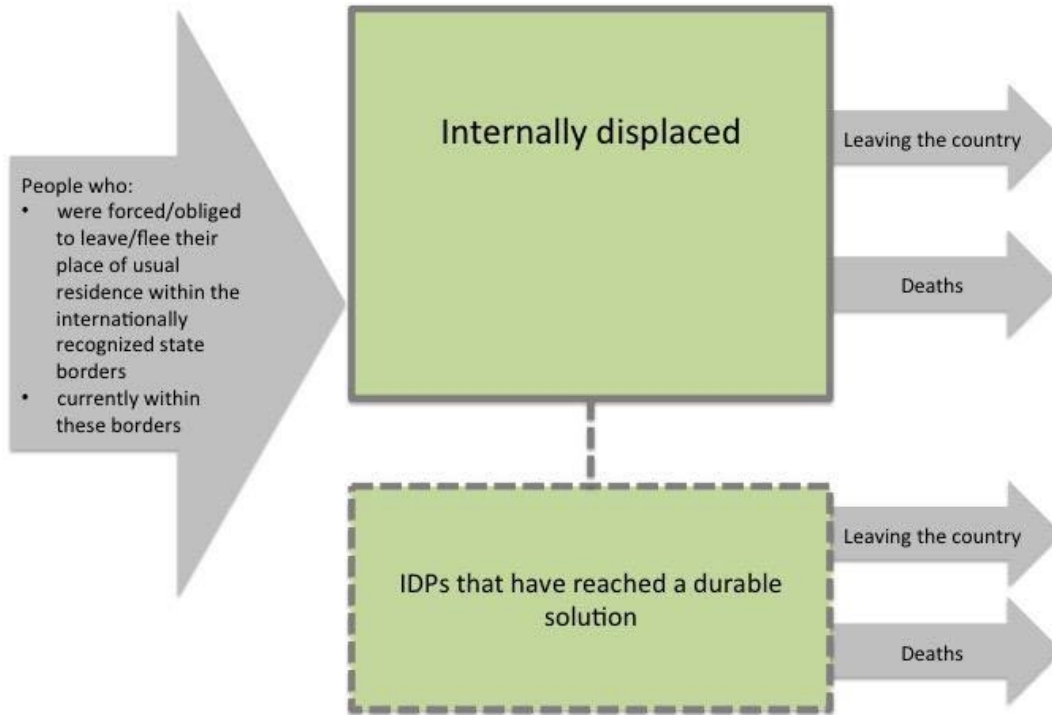 People who:
• were forced/obliged
to leave/flee their
place of usual
residence within the
internationally
recognized state
borders
• currently within
these borders
Internally displaced
Leaving the country
Deaths
IDPs that have reached a durable
solution
Leaving the country
Deaths